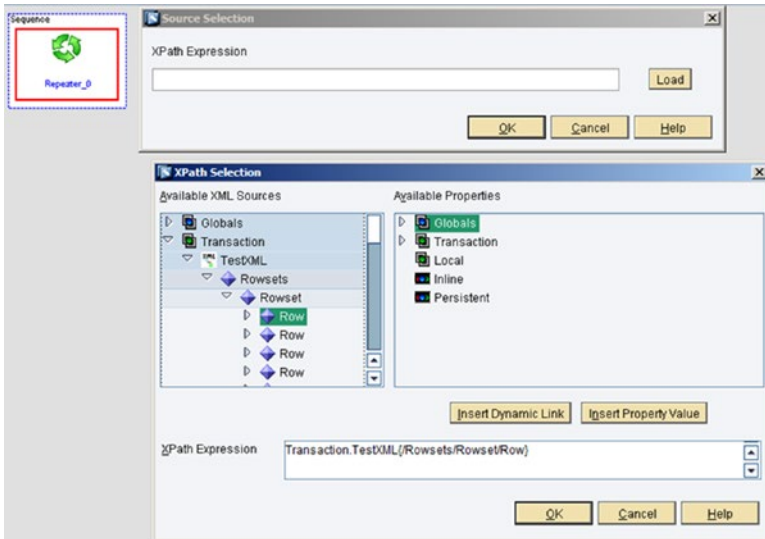 Sequence
Repeater_0
Source Selection
XPath Expression
Load
OK
Cancel
Help
XPath Selection
Available XML Sources
Globals
Transaction
TestXML
Rowsets
Rowset
Row
Row
Row
Row
Available Properties
Globals
Transaction
Local
Inline
Persistent
Insert Dynamic Link
Insert Property Value
XPath Expression
Transaction.TestXML{/Rowsets/Rowset/Row}
OK
Cancel
Help